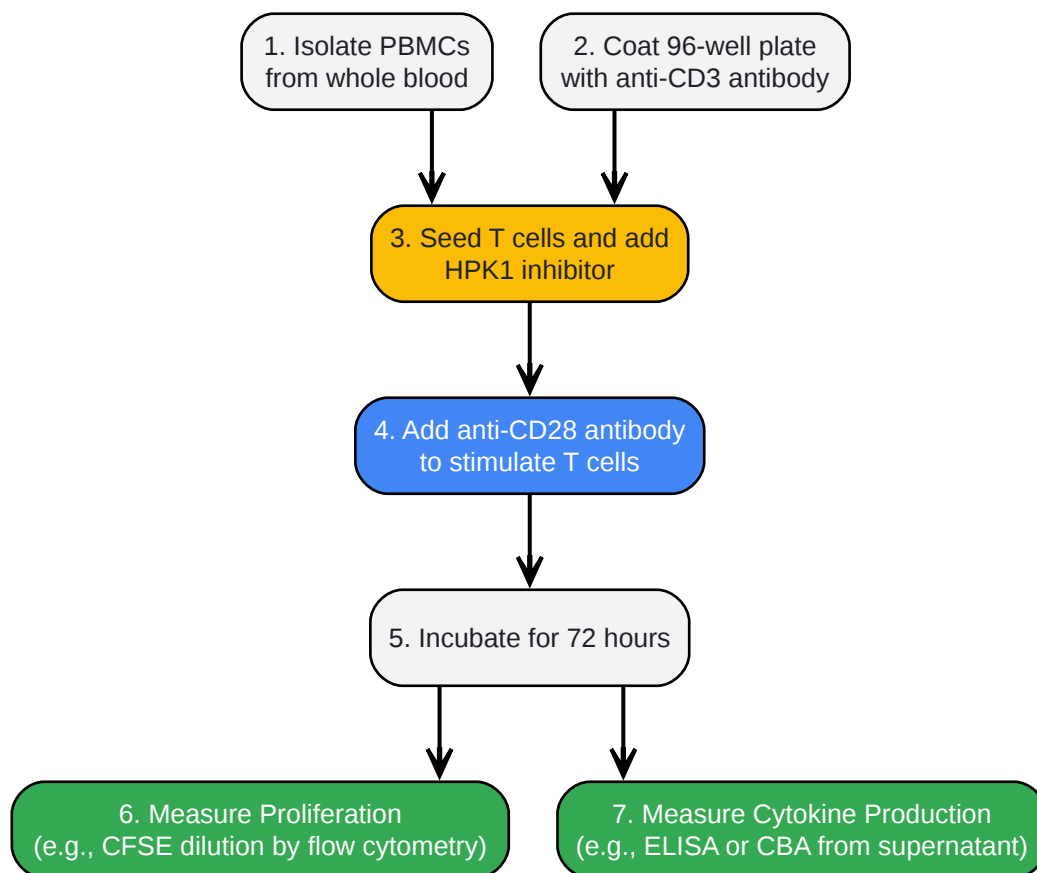 1. Isolate PBMCs
from whole blood
2. Coat 96-well plate
with anti-CD3 antibody
3. Seed T cells and add
HPK1 inhibitor
4. Add anti-CD28 antibody
to stimulate T cells
5. Incubate for 72 hours
6. Measure Proliferation
(e.g., CFSE dilution by flow cytometry)
7. Measure Cytokine Production
(e.g., ELISA or CBA from supernatant)